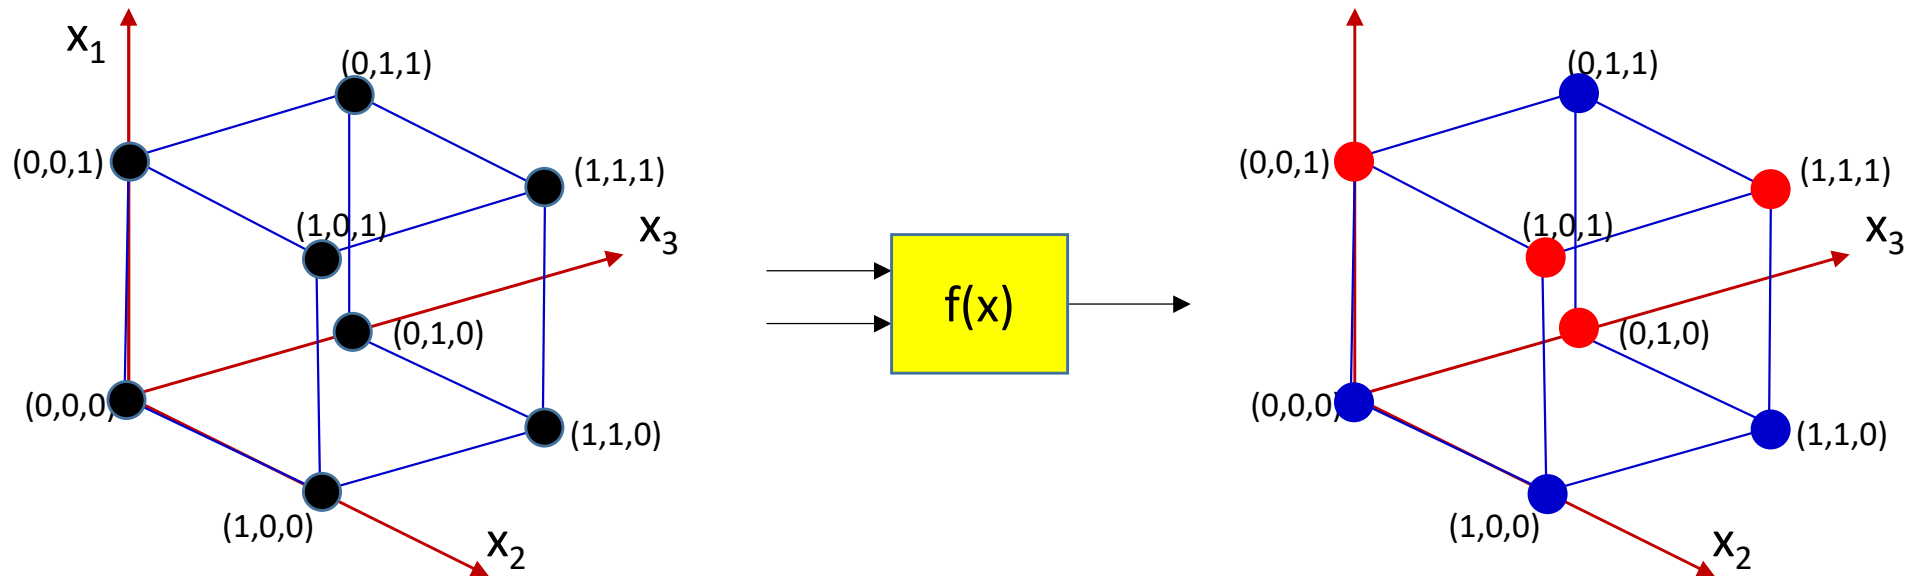 x1
(0,1,1)
(0,0,1)
(1,1,1)
(1,0,1)
x3
(0,1,0)
(0,0,0)
(1,1,0)
(1,0,0)
x2
f(x)
(0,1,1)
(0,0,1)
(1,1,1)
(1,0,1)
x3
(0,1,0)
(0,0,0)
(1,1,0)
(1,0,0)
x2